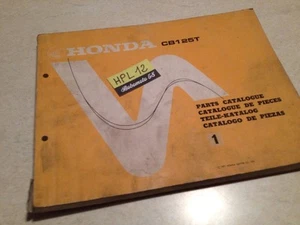 HONDA CB125T
HPL 12
PARTS CATALOGUE
CATALOGUE DE PIECES
TEILE-KATALOG
CATALOGO DE PIEZAS
1